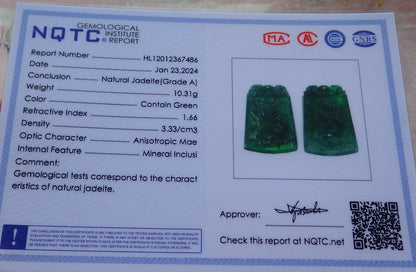 NQTC GEMOLOGICAL
INSTITUTE
REPORT
MA
GNRS
Report Number HL12012367486
Date Jan 23,2024
Conclusion Natural Jadeite(Grade A)
Weight 10.31g
Color Contain Green
Refractive Index 1.66
Density 3.33/cm3
Optic Character Anisotropic Mae
Internal Feature Mineral Inclusi
Comment:
Gemological tests correspond to the charact
eristics of natural jadeite.
Approver:
Check this report at NQTC.net